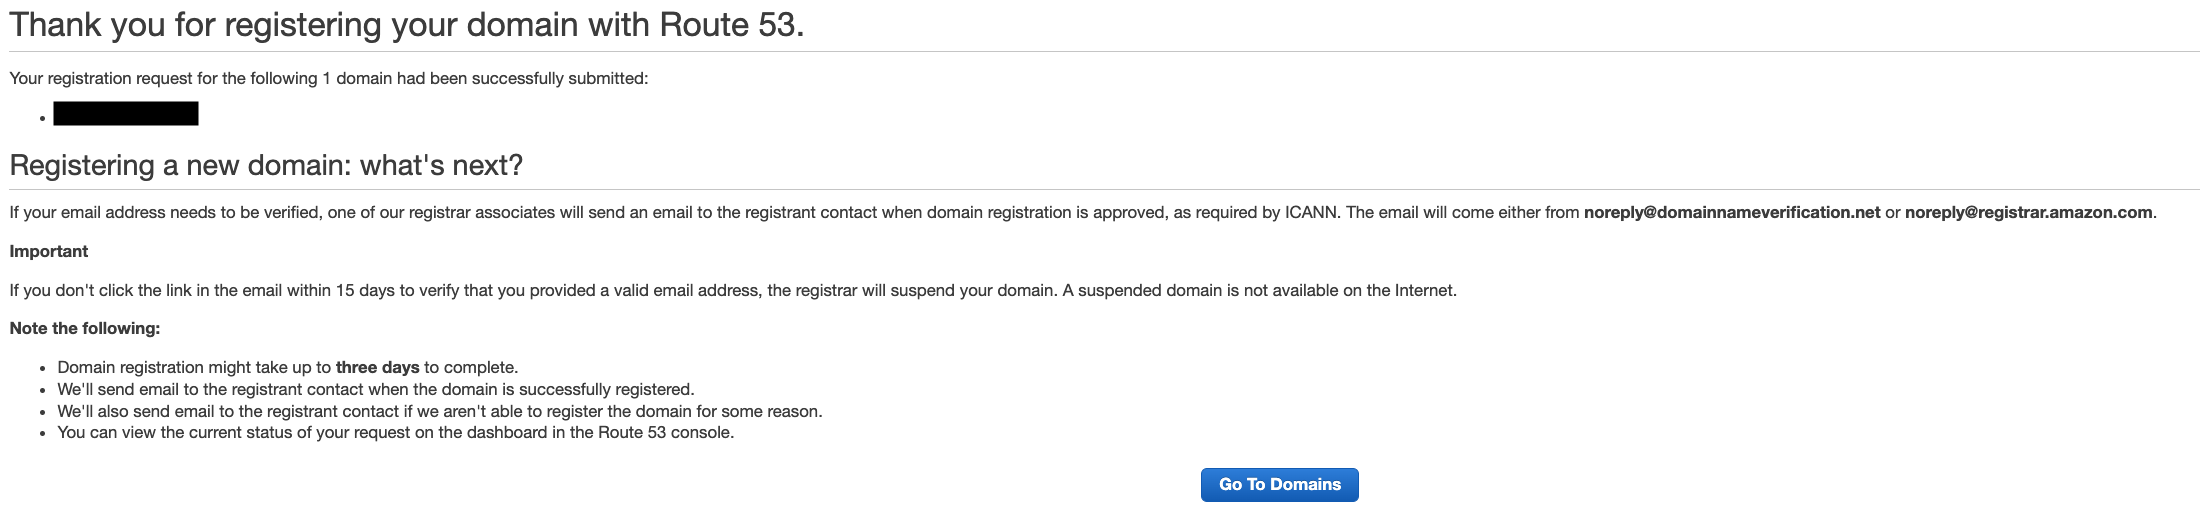 Thank you for registering your domain with Route 53.
Your registration request for the following 1 domain had been successfully submitted:
Registering a new domain: what's next?
If your email address needs to be verified, one of our registrar associates will send an email to the registrant contact when domain registration is approved, as required by ICANN. The email will come either from noreply@domainnameverification.net or noreply@registrar.amazon.com.
Important
If you don't click the link in the email within 15 days to verify that you provided a valid email address, the registrar will suspend your domain. A suspended domain is not available on the Internet.
Note the following:
• Domain registration might take up to three days to complete.
• We'll send email to the registrant contact when the domain is successfully registered.
• We'll also send email to the registrant contact if we aren't able to register the domain for some reason.
• You can view the current status of your request on the dashboard in the Route 53 console.
Go To Domains